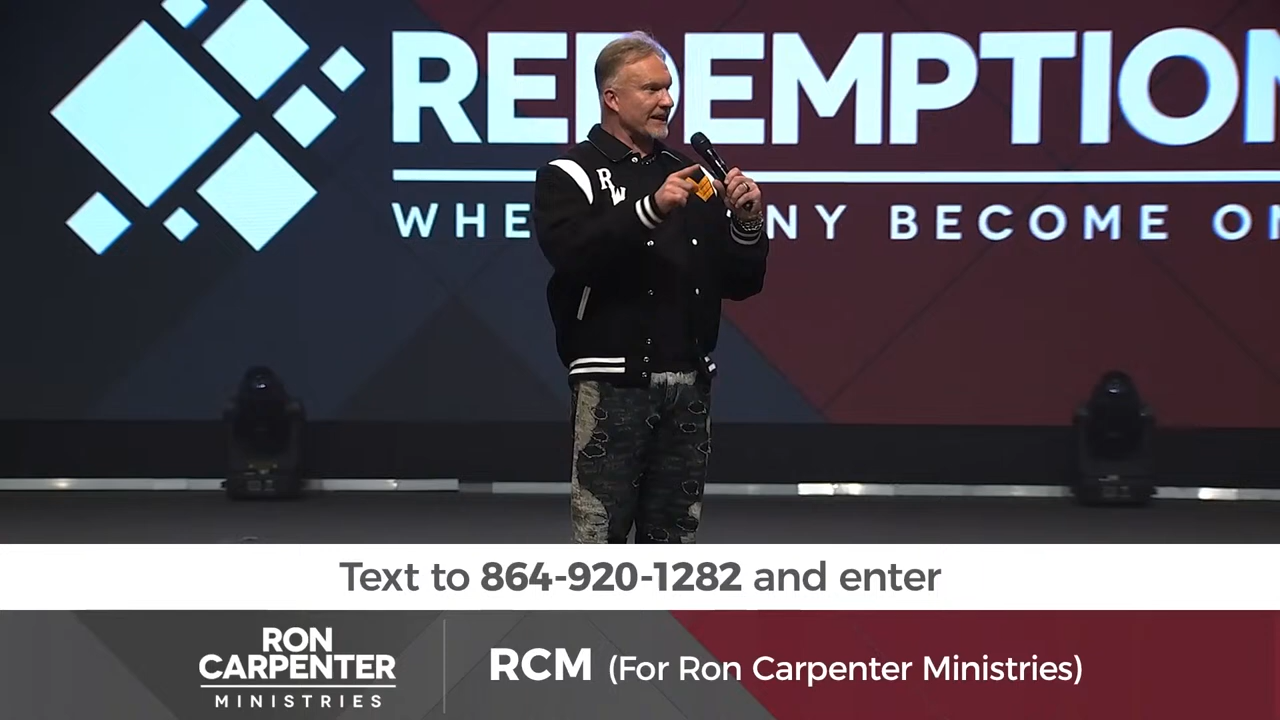 REDEMPTION
WHE NY BECOME
RW
Text to 864-920-1282 and enter
RON
CARPENTER
MINISTRIES
RCM (For Ron Carpenter Ministries)